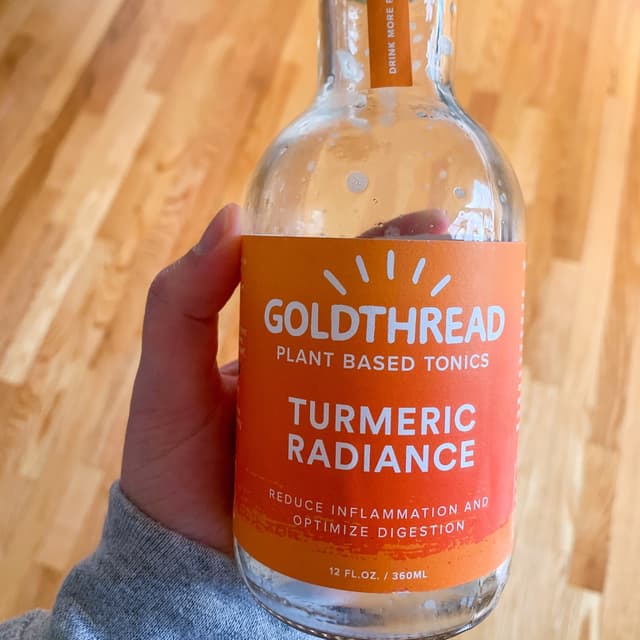 DRINK MORE
GOLDTHREAD
PLANT BASED TONICS
TURMERIC
RADIANCE
REDUCE INFLAMMATION AND
OPTIMIZE DIGESTION
12 FL.OZ. / 360ML